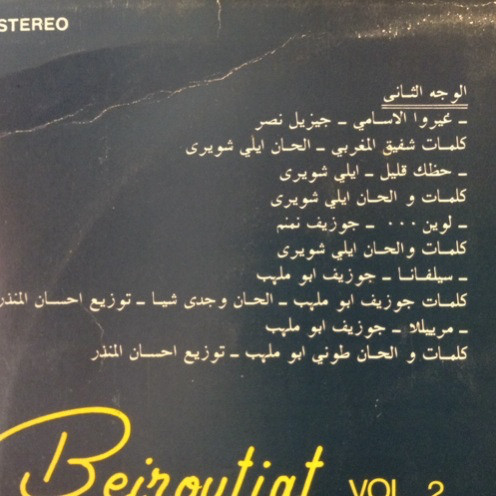 STEREO
الوجه الثانى
ـ غيروا الاسامي ـ جيزيل نصر
كلمات شفيق المغربي ـ الحان ايلي شويرى
ـ حظك قليل ـ ايلي شويرى
كلمات و الحان ايلي شويرى
ـ لوين ... ـ جوزيف نمنم
كلمات والحان ايلي شويرى
ـ سيلفانا ـ جوزيف ابو ملهب
كلمات جوزيف ابو ملهب ـ الحان وجدى شيا ـ توزيع احسان المنذر
ـ مرييللا ـ جوزيف ابو ملهب
كلمات و الحان طوني ابو ملهب ـ توزيع احسان المنذر
Beiroutiat VOL. 2